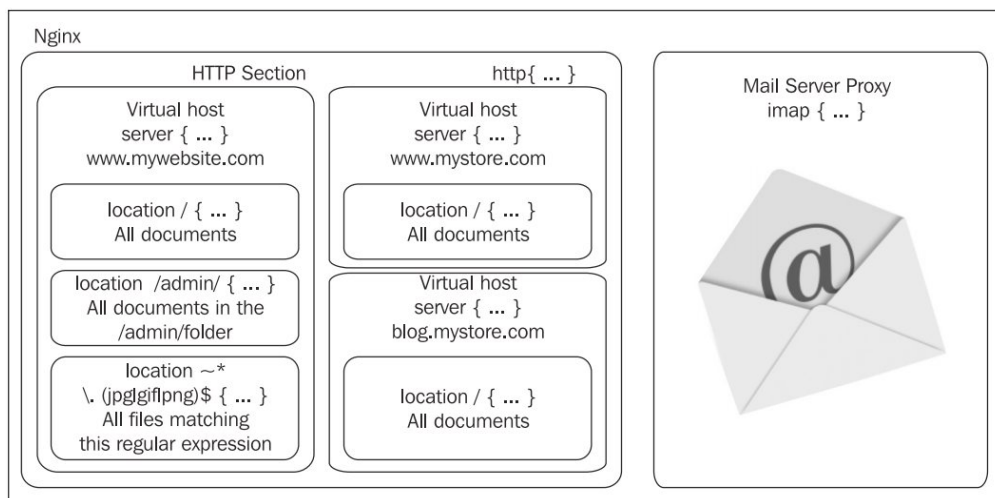 Nginx
HTTP Section
http{ ... }
Virtual host
server { ... }
www.mywebsite.com
location / { ... }
All documents
location /admin/ { ... }
All documents in the
/admin/folder
location ~*
\. (jpg|gif|png)$ { ... }
All files matching
this regular expression
Virtual host
server { ... }
www.mystore.com
location / { ... }
All documents
Virtual host
server { ... }
blog.mystore.com
location / { ... }
All documents
Mail Server Proxy
imap { ... }
@